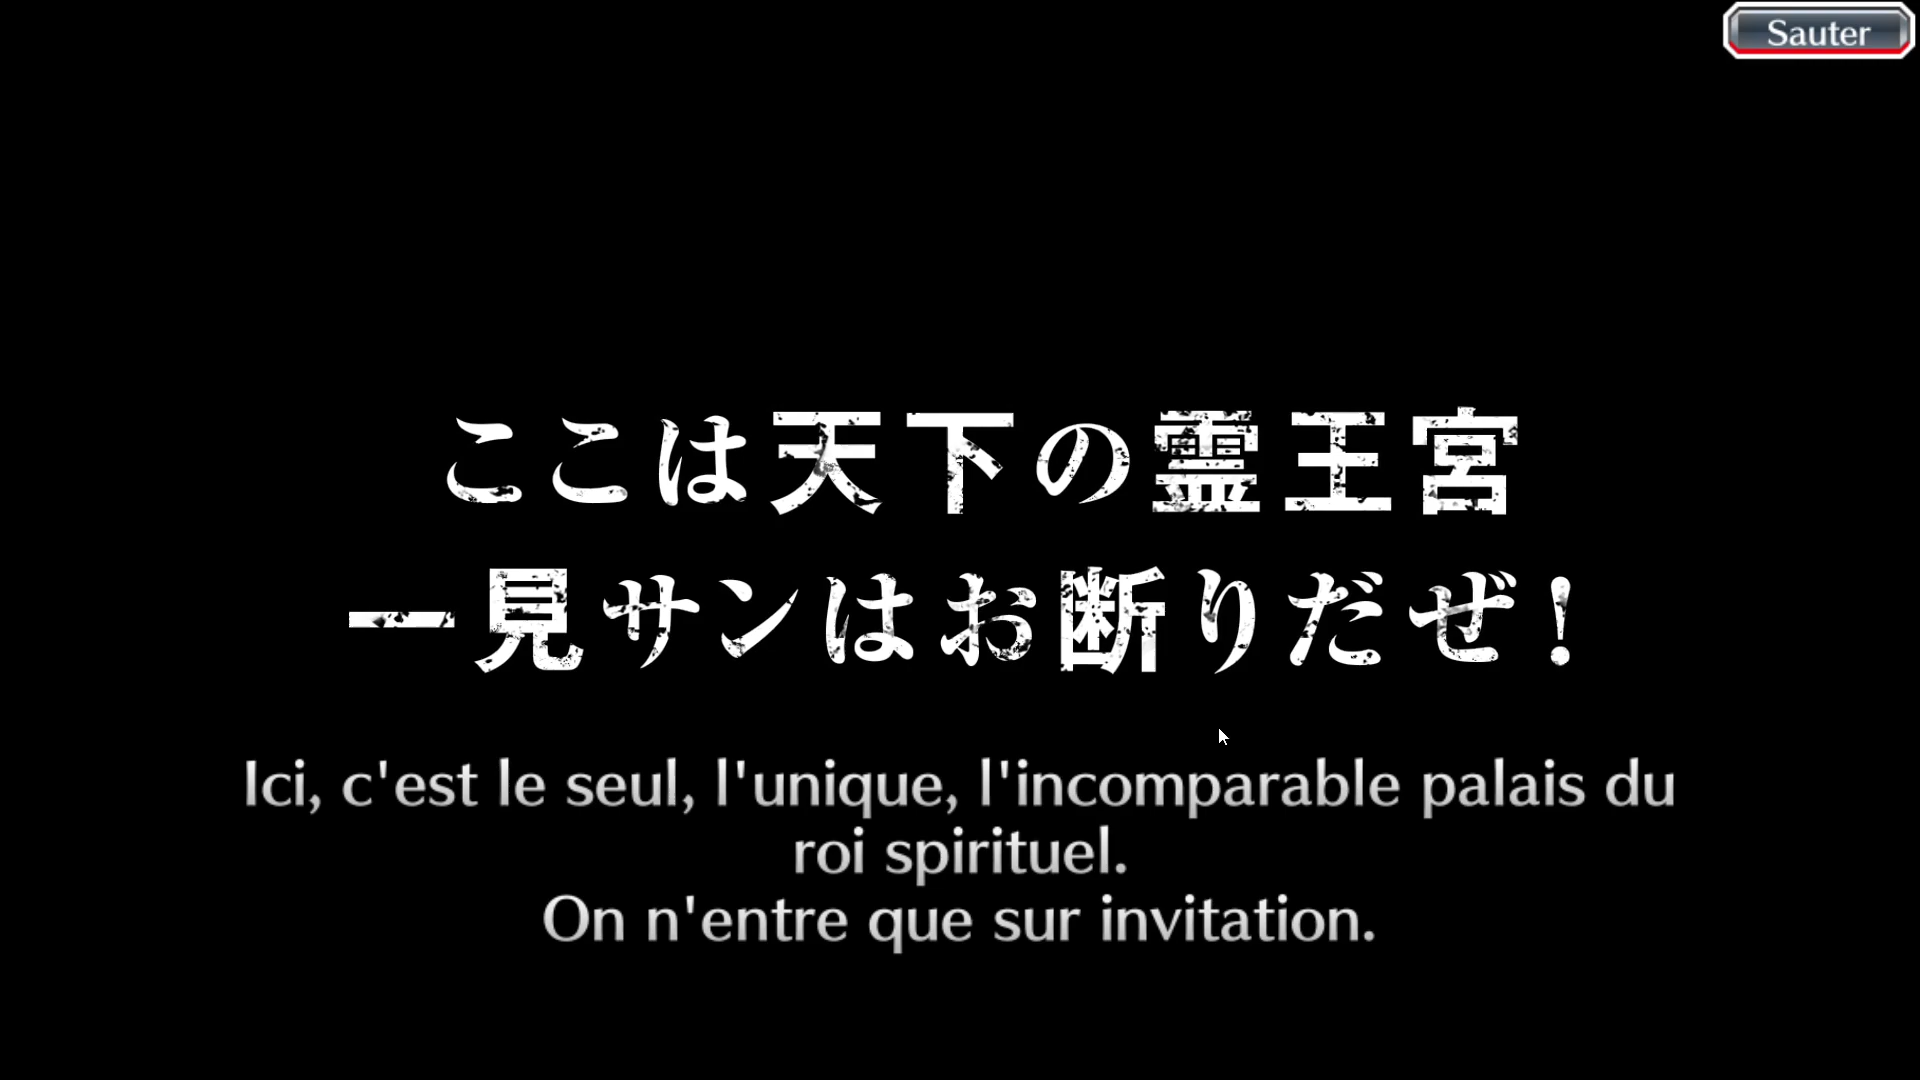 Sauter
ここは天下の霊王宮
一見サンはお断りだぜ！
Ici, c'est le seul, l'unique, l'incomparable palais du
roi spirituel.
On n'entre que sur invitation.